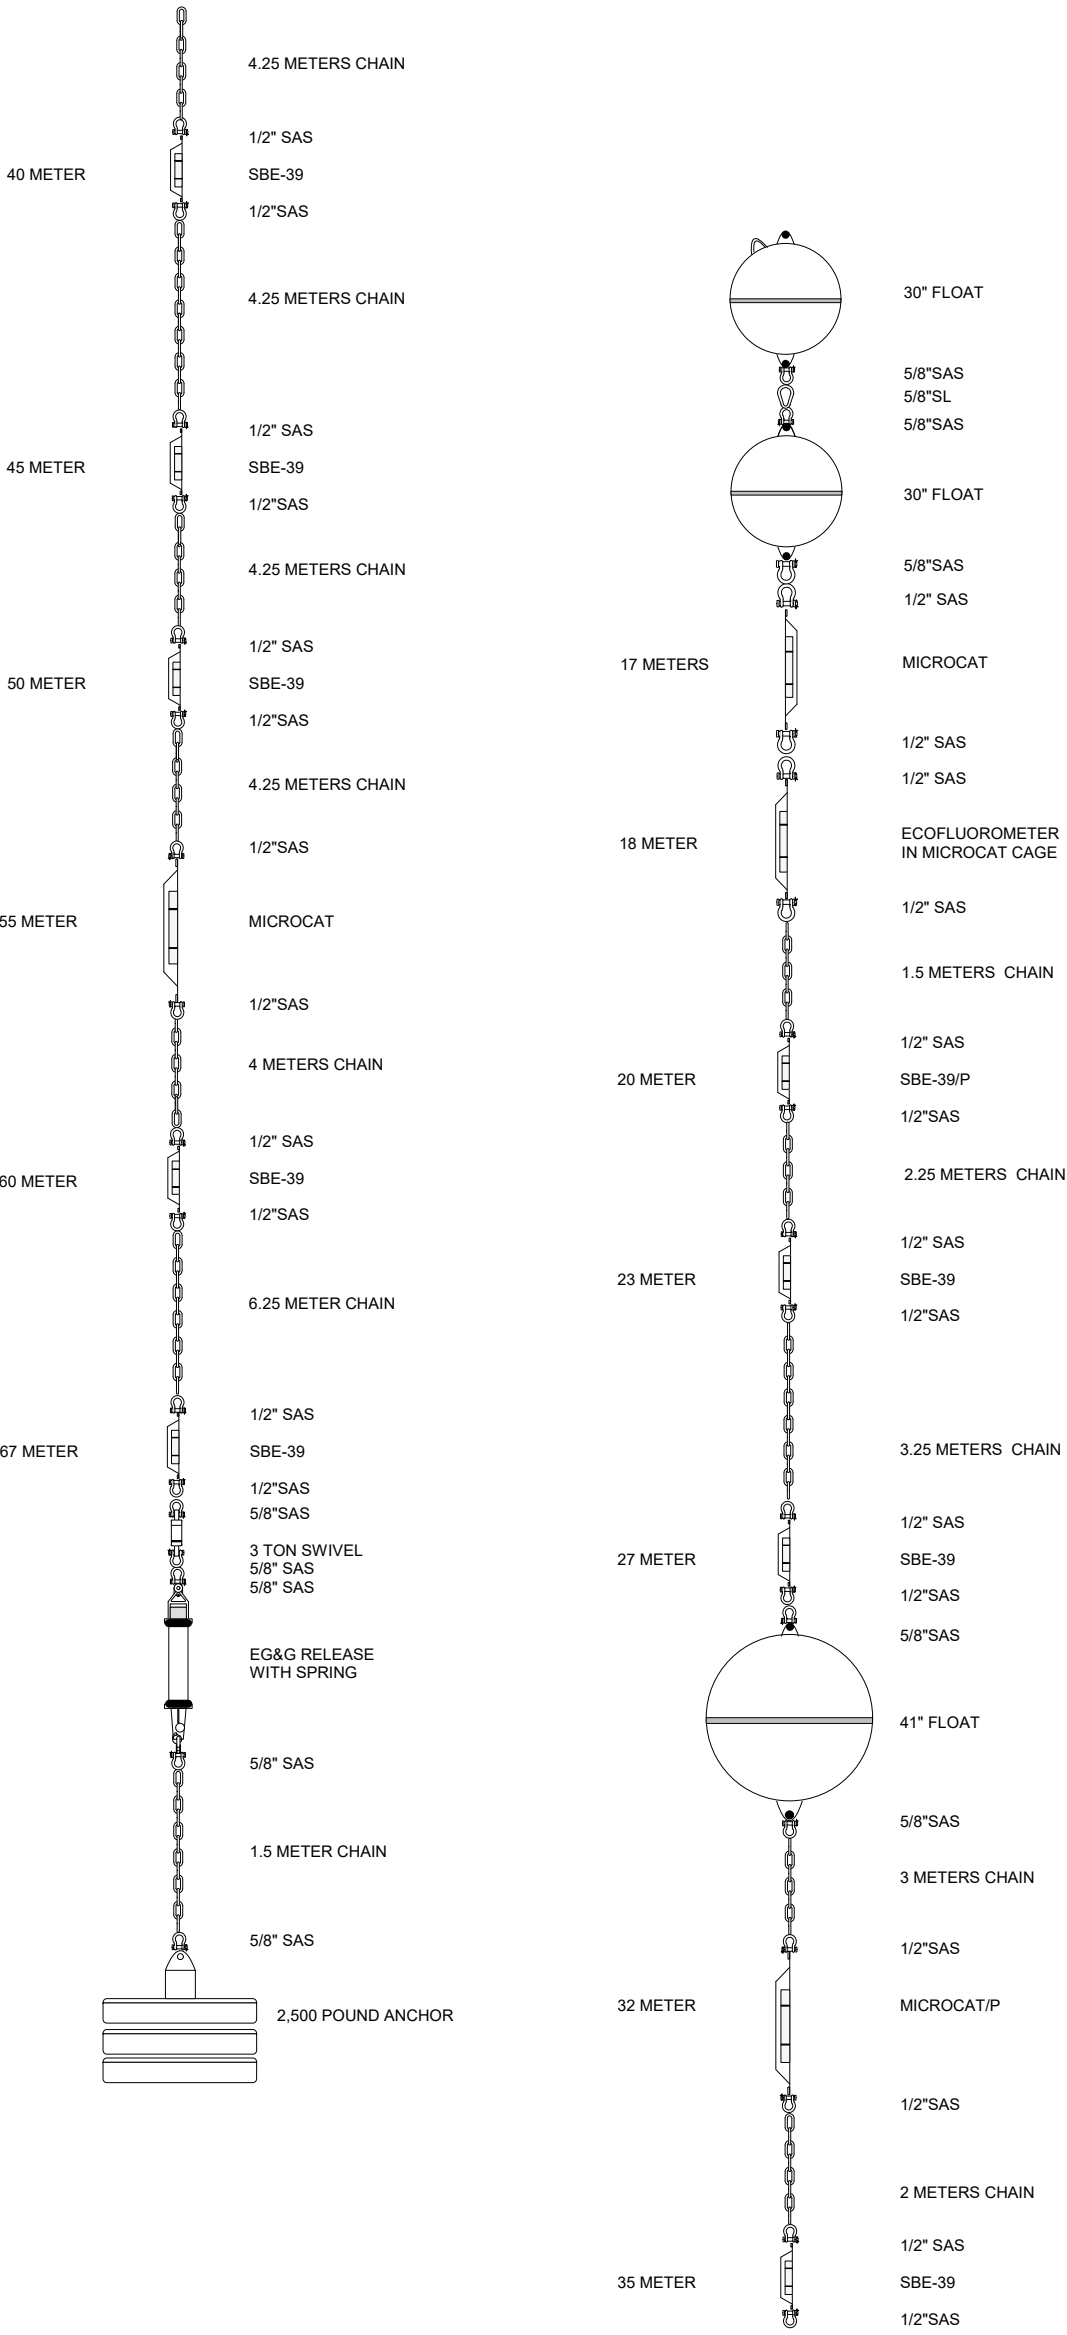 4.25 METERS CHAIN
1/2" SAS
40 METER
SBE-39
1/2"SAS
4.25 METERS CHAIN
1/2" SAS
45 METER
SBE-39
1/2"SAS
4.25 METERS CHAIN
1/2" SAS
50 METER
SBE-39
1/2"SAS
4.25 METERS CHAIN
1/2"SAS
55 METER
MICROCAT
1/2"SAS
4 METERS CHAIN
1/2" SAS
60 METER
SBE-39
1/2"SAS
6.25 METER CHAIN
1/2" SAS
67 METER
SBE-39
1/2"SAS
5/8"SAS
3 TON SWIVEL
5/8" SAS
5/8" SAS
EG&G RELEASE
WITH SPRING
5/8" SAS
1.5 METER CHAIN
5/8" SAS
2,500 POUND ANCHOR
30" FLOAT
5/8"SAS
5/8"SL
5/8"SAS
30" FLOAT
5/8"SAS
1/2" SAS
17 METERS
MICROCAT
1/2" SAS
1/2" SAS
18 METER
ECOFLUOROMETER
IN MICROCAT CAGE
1/2" SAS
1.5 METERS CHAIN
1/2" SAS
20 METER
SBE-39/P
1/2"SAS
2.25 METERS CHAIN
1/2" SAS
23 METER
SBE-39
1/2"SAS
3.25 METERS CHAIN
1/2" SAS
27 METER
SBE-39
1/2"SAS
5/8"SAS
41" FLOAT
5/8"SAS
3 METERS CHAIN
1/2"SAS
32 METER
MICROCAT/P
1/2"SAS
2 METERS CHAIN
1/2" SAS
35 METER
SBE-39
1/2"SAS